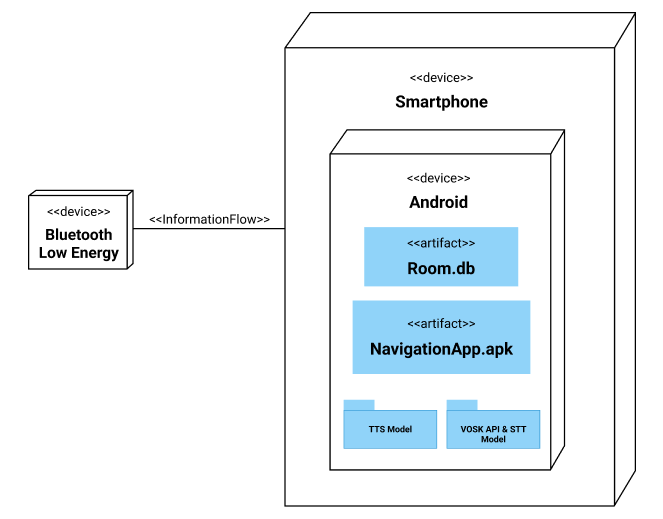 <<device>>
Smartphone
<<device>>
Android
<<device>>
Bluetooth
Low Energy
<<InformationFlow>>
<<artifact>>
Room.db
<<artifact>>
NavigationApp.apk
TTS Model
VOSK API & STT
Model